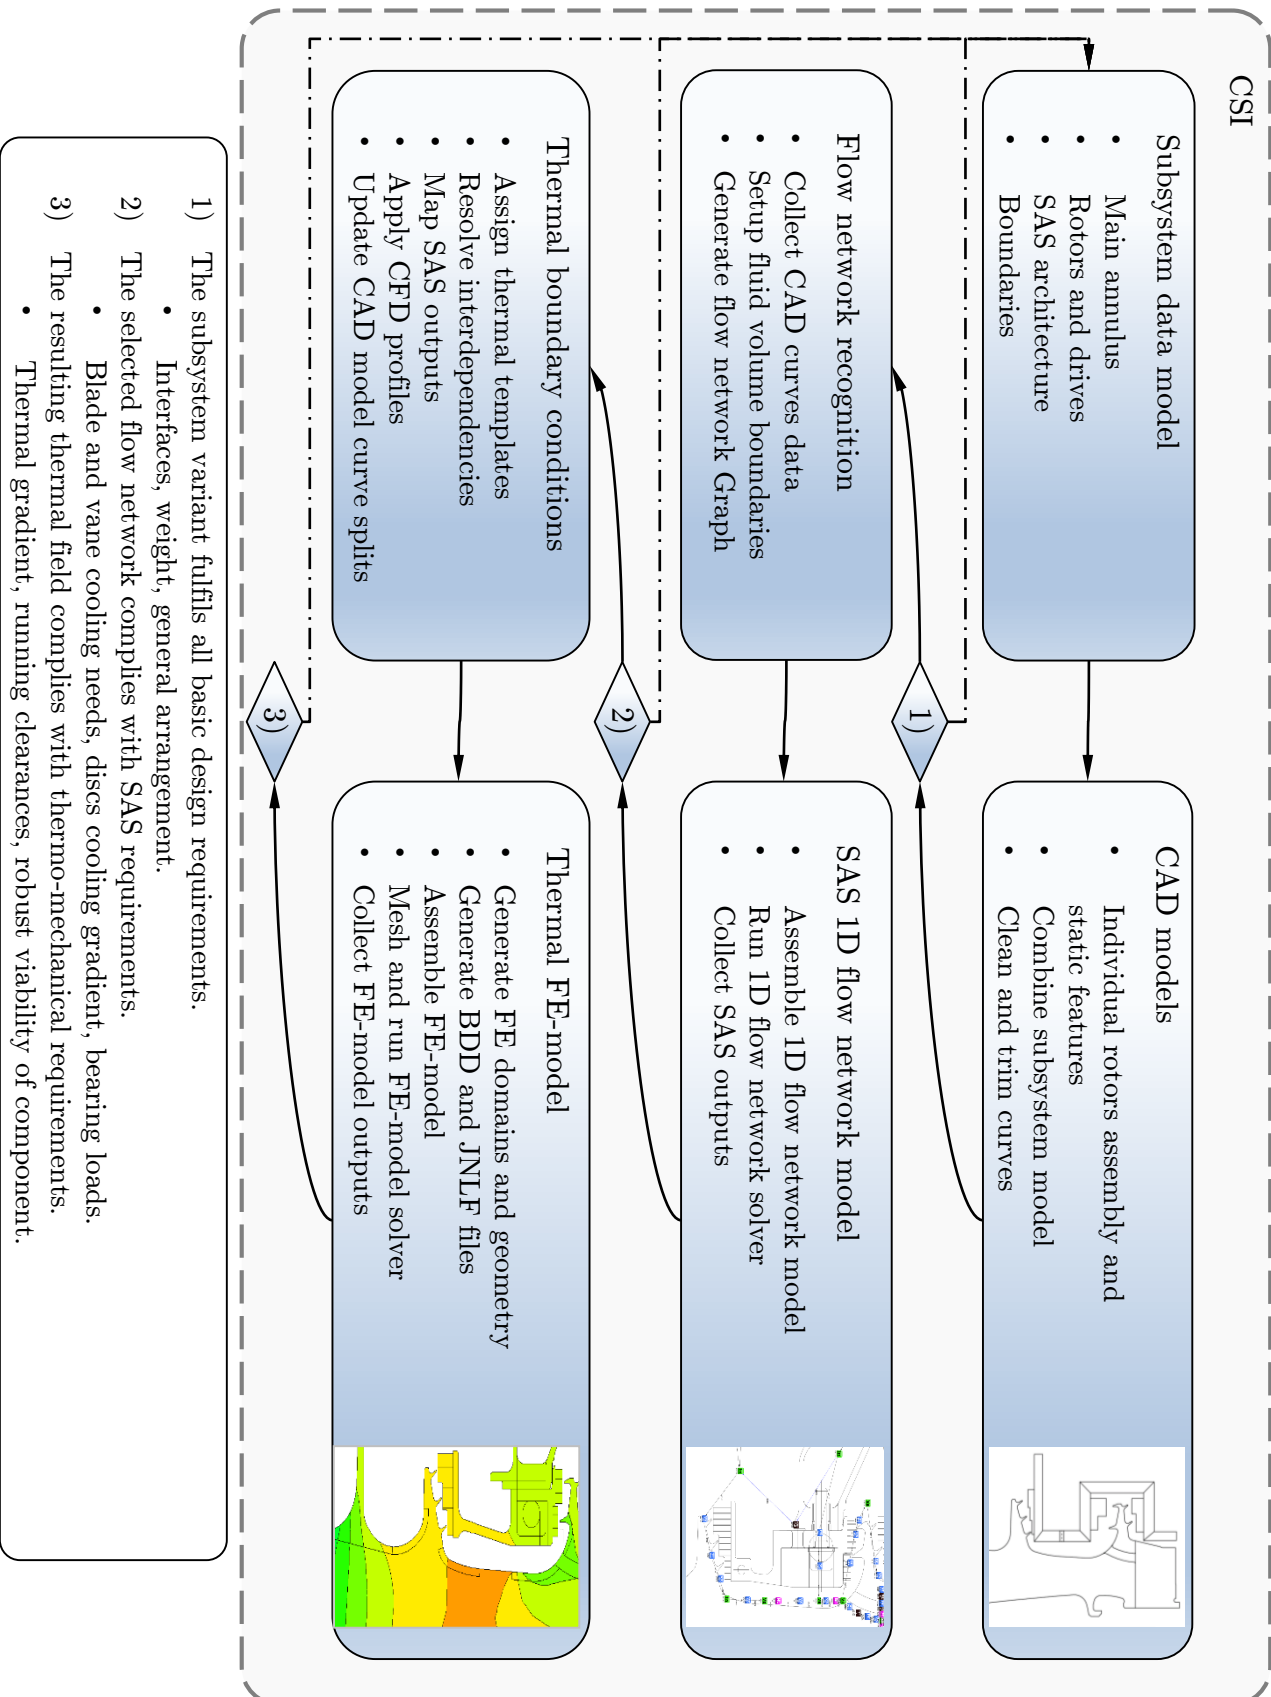 CSI
Subsystem data model
• Main annulus
• Rotors and drives
• SAS architecture
• Boundaries
CAD models
• Individual rotors assembly and
static features
• Combine subsystem model
• Clean and trim curves
1)
Flow network recognition
• Collect CAD curves data
• Setup fluid volume boundaries
• Generate flow network Graph
SAS 1D flow network model
• Assemble 1D flow network model
• Run 1D flow network solver
• Collect SAS outputs
2)
Thermal boundary conditions
• Assign thermal templates
• Resolve interdependencies
• Map SAS outputs
• Apply CFD profiles
• Update CAD model curve splits
Thermal FE-model
• Generate FE domains and geometry
• Generate BDD and JNLF files
• Assemble FE-model
• Mesh and run FE-model solver
• Collect FE-model outputs
3)
1) The subsystem variant fulfils all basic design requirements.
• Interfaces, weight, general arrangement.
2) The selected flow network complies with SAS requirements.
• Blade and vane cooling needs, discs cooling gradient, bearing loads.
3) The resulting thermal field complies with thermo-mechanical requirements.
• Thermal gradient, running clearances, robust viability of component.